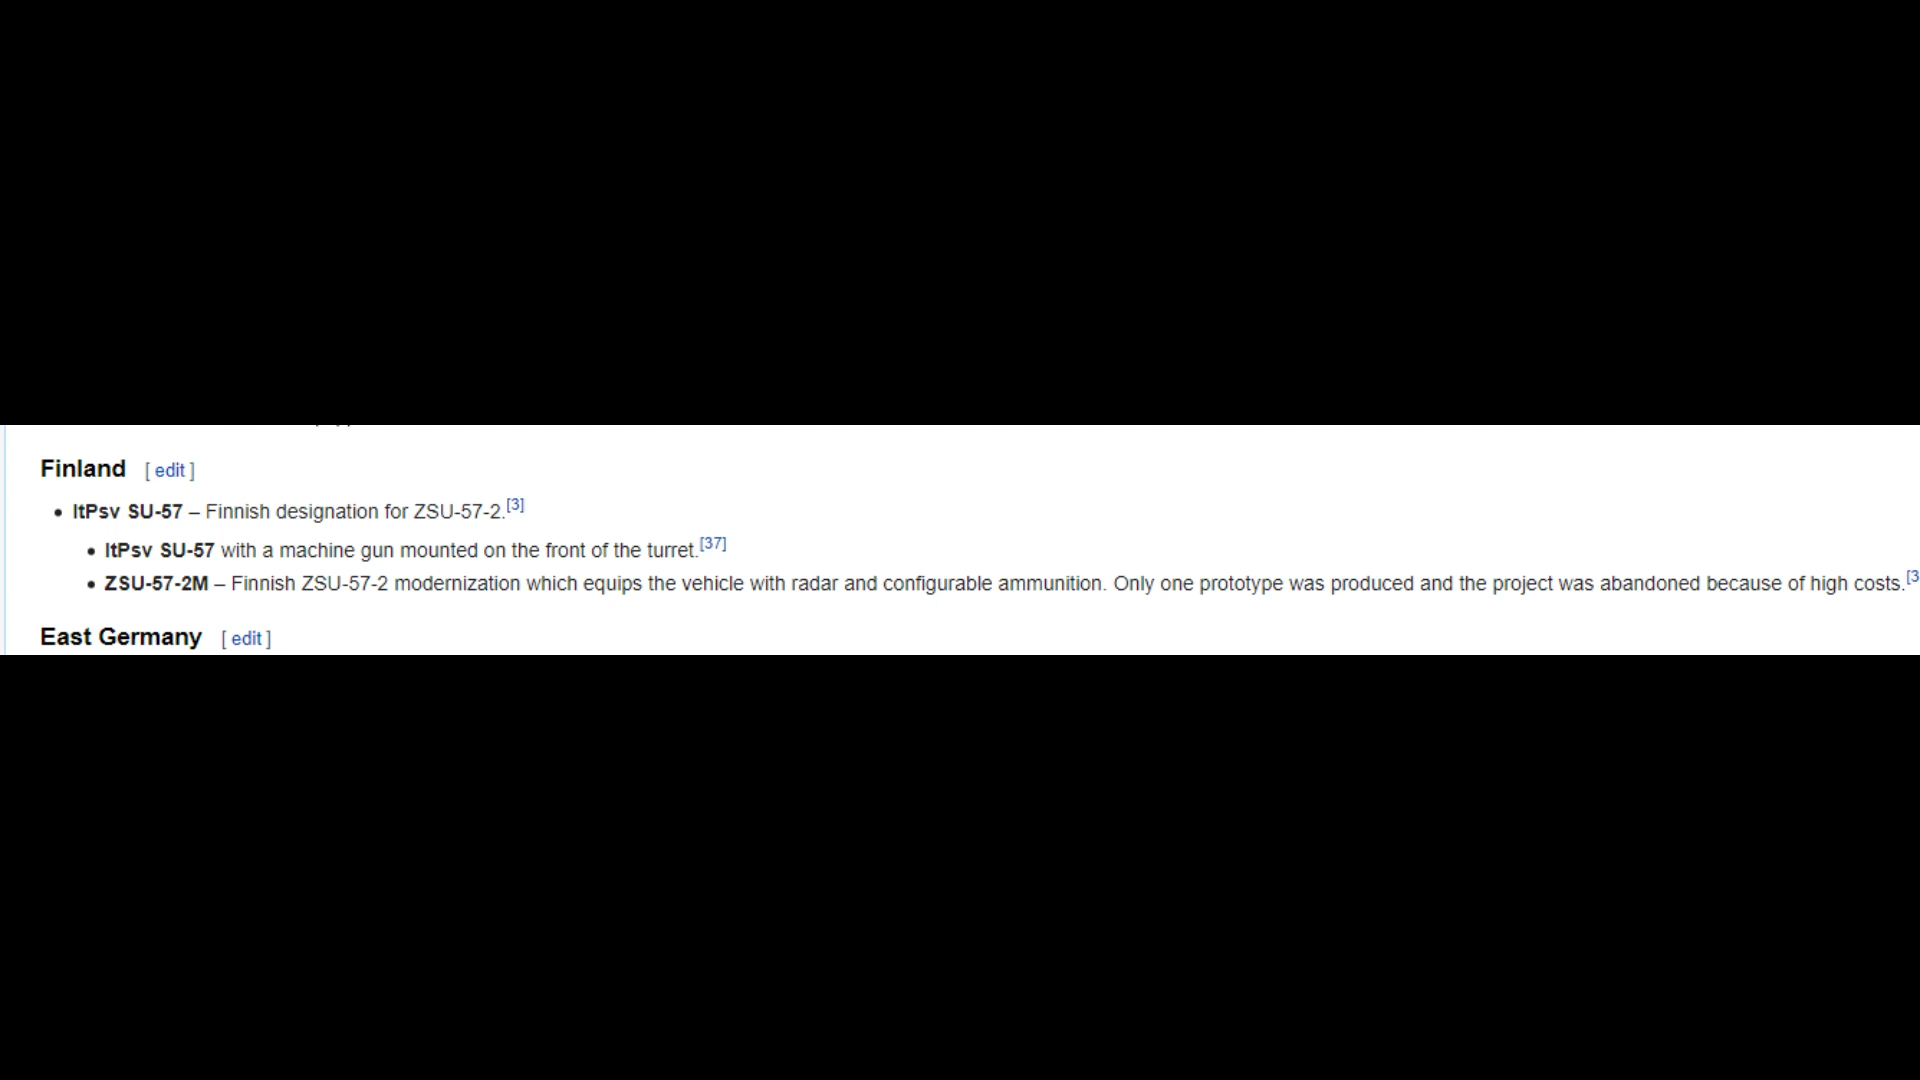 Finland [ edit ]
• ItPsv SU-57 – Finnish designation for ZSU-57-2.[3]
• ItPsv SU-57 with a machine gun mounted on the front of the turret.[37]
• ZSU-57-2M – Finnish ZSU-57-2 modernization which equips the vehicle with radar and configurable ammunition. Only one prototype was produced and the project was abandoned because of high costs.[3
East Germany [ edit ]